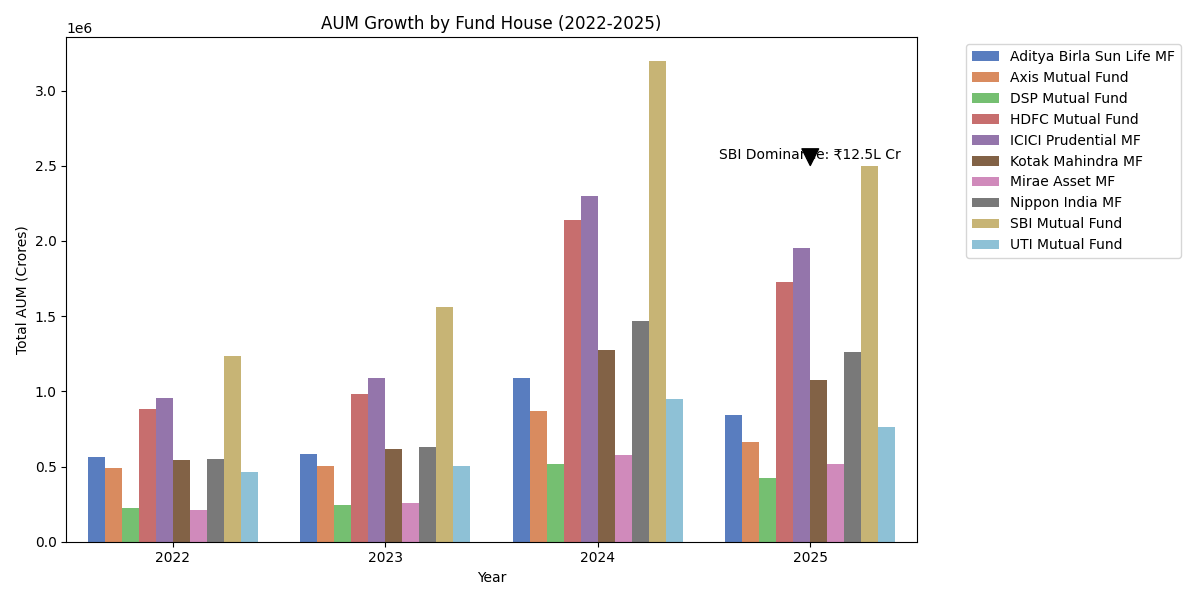 AUM Growth by Fund House (2022-2025)
1e6
3.0
2.5
2.0
1.5
1.0
0.5
0.0
Total AUM (Crores)
SBI Dominance: ₹12.5L Cr
2022 2023 2024 2025
Year
Aditya Birla Sun Life MF
Axis Mutual Fund
DSP Mutual Fund
HDFC Mutual Fund
ICICI Prudential MF
Kotak Mahindra MF
Mirae Asset MF
Nippon India MF
SBI Mutual Fund
UTI Mutual Fund